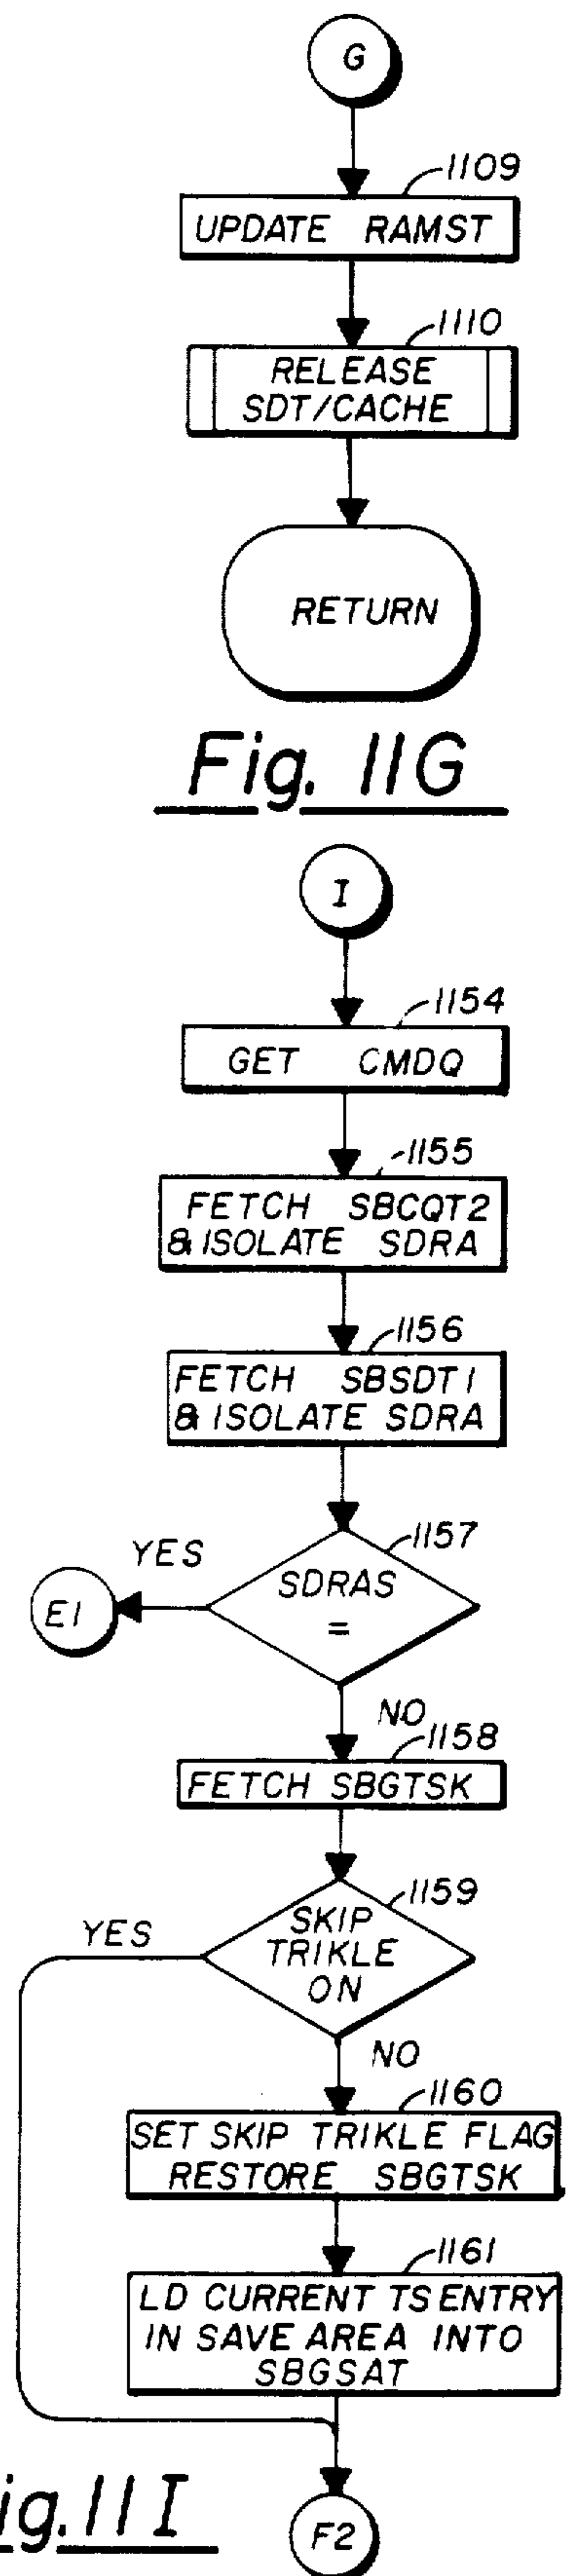 G
1109
UPDATE RAMST
1110
RELEASE
SDT/CACHE
RETURN
Fig. 11G
I
1154
GET CMDQ
1155
FETCH SBCQT2
& ISOLATE SDRA
1156
FETCH SBSDT1
& ISOLATE SDRA
1157
YES
SDRAS
=
E1
NO
1158
FETCH SBGTSK
1159
YES
SKIP
TRIKLE
ON
NO
1160
SET SKIP TRIKLE FLAG
RESTORE SBGTSK
1161
LD CURRENT TS ENTRY
IN SAVE AREA INTO
SBGSAT
ig. 11I
F2